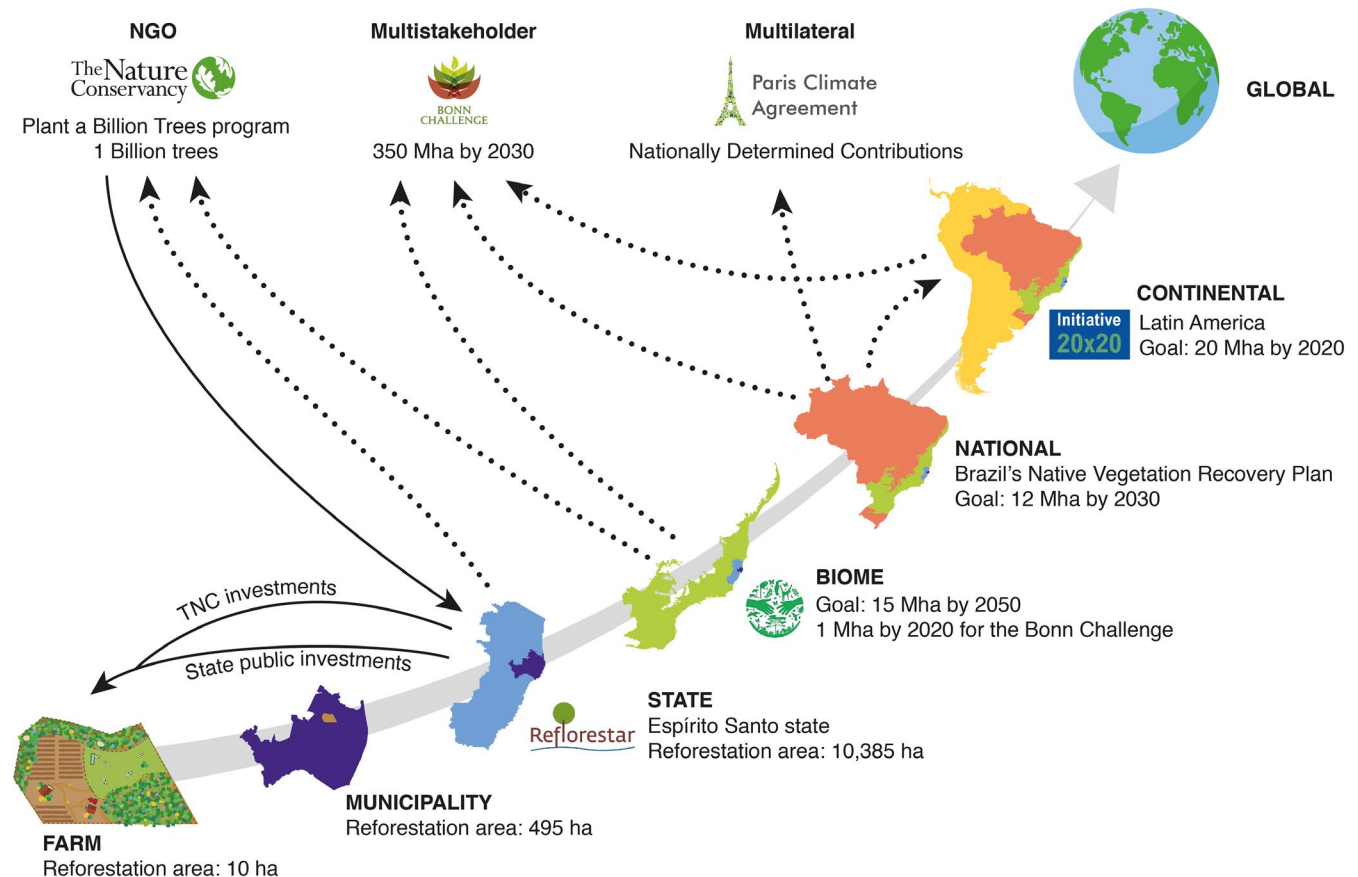 NGO
The Nature
Conservancy
Plant a Billion Trees program
1 Billion trees
Multistakeholder
BONN
CHALLENGE
350 Mha by 2030
Multilateral
Paris Climate
Agreement
Nationally Determined Contributions
GLOBAL
CONTINENTAL
Initiative
20x20
Latin America
Goal: 20 Mha by 2020
NATIONAL
Brazil's Native Vegetation Recovery Plan
Goal: 12 Mha by 2030
BIOME
Goal: 15 Mha by 2050
1 Mha by 2020 for the Bonn Challenge
TNC investments
State public investments
STATE
Reflorestar
Espírito Santo state
Reforestation area: 10,385 ha
MUNICIPALITY
Reforestation area: 495 ha
FARM
Reforestation area: 10 ha